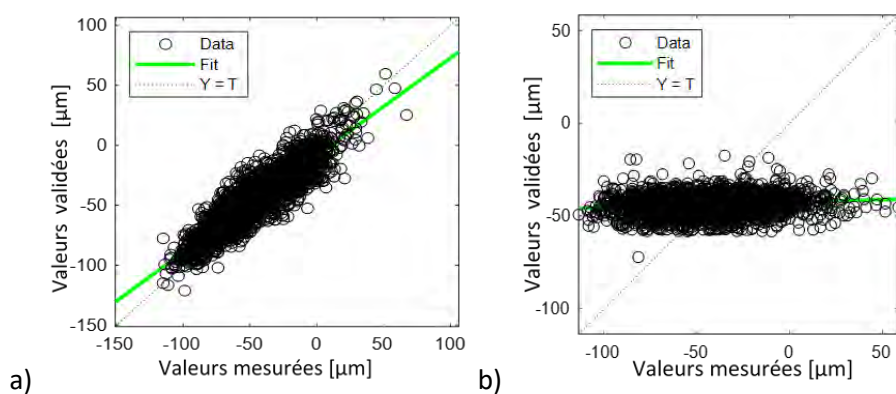 100
50
0
-50
-100
-150
-150
-100
-50
0
50
100
Data
Fit
Y = T
Valeurs validées [µm]
Valeurs mesurées [µm]
a)
50
0
-50
-100
-100
-50
0
50
Data
Fit
Y = T
Valeurs validées [µm]
Valeurs mesurées [µm]
b)